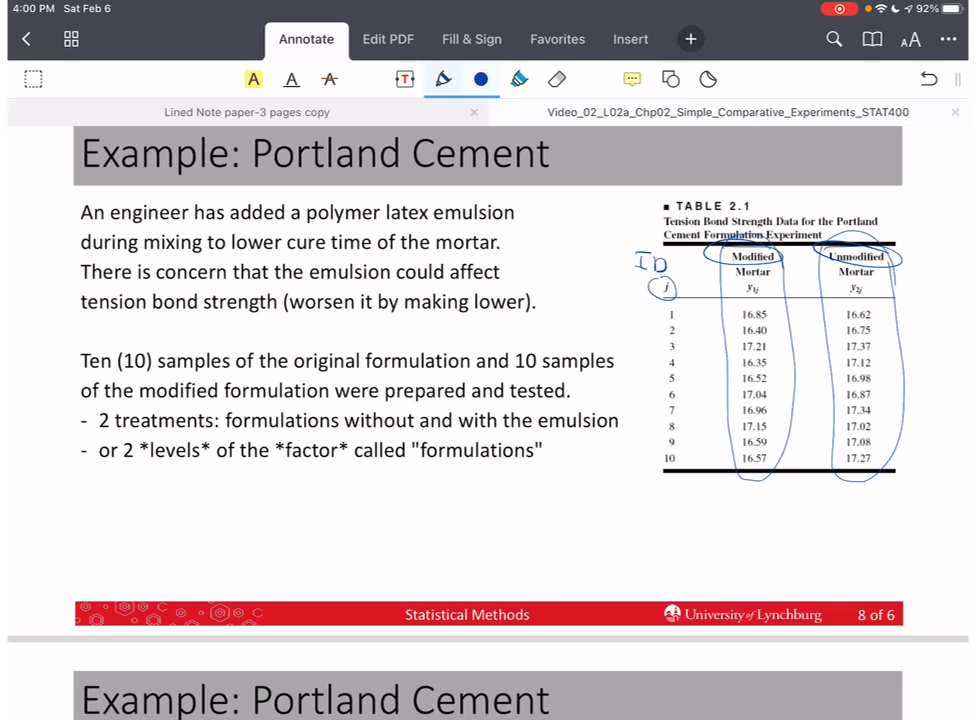 4:00 PM Sat Feb 6 92%
Annotate Edit PDF Fill & Sign Favorites Insert
Lined Note paper-3 pages copy
Video_02_L02a_Chp02_Simple_Comparative_Experiments_STAT400
Example: Portland Cement
An engineer has added a polymer latex emulsion
during mixing to lower cure time of the mortar.
There is concern that the emulsion could affect
tension bond strength (worsen it by making lower).
Ten (10) samples of the original formulation and 10 samples
of the modified formulation were prepared and tested.
- 2 treatments: formulations without and with the emulsion
- or 2 *levels* of the *factor* called "formulations"
■ TABLE 2.1
Tension Bond Strength Data for the Portland
Cement Formulation Experiment
ID
Modified Unmodified
Mortar Mortar
j y1j y2j
1 16.85 16.62
2 16.40 16.75
3 17.21 17.37
4 16.35 17.12
5 16.52 16.98
6 17.04 16.87
7 16.96 17.34
8 17.15 17.02
9 16.59 17.08
10 16.57 17.27
Statistical Methods University of Lynchburg 8 of 6
Example: Portland Cement